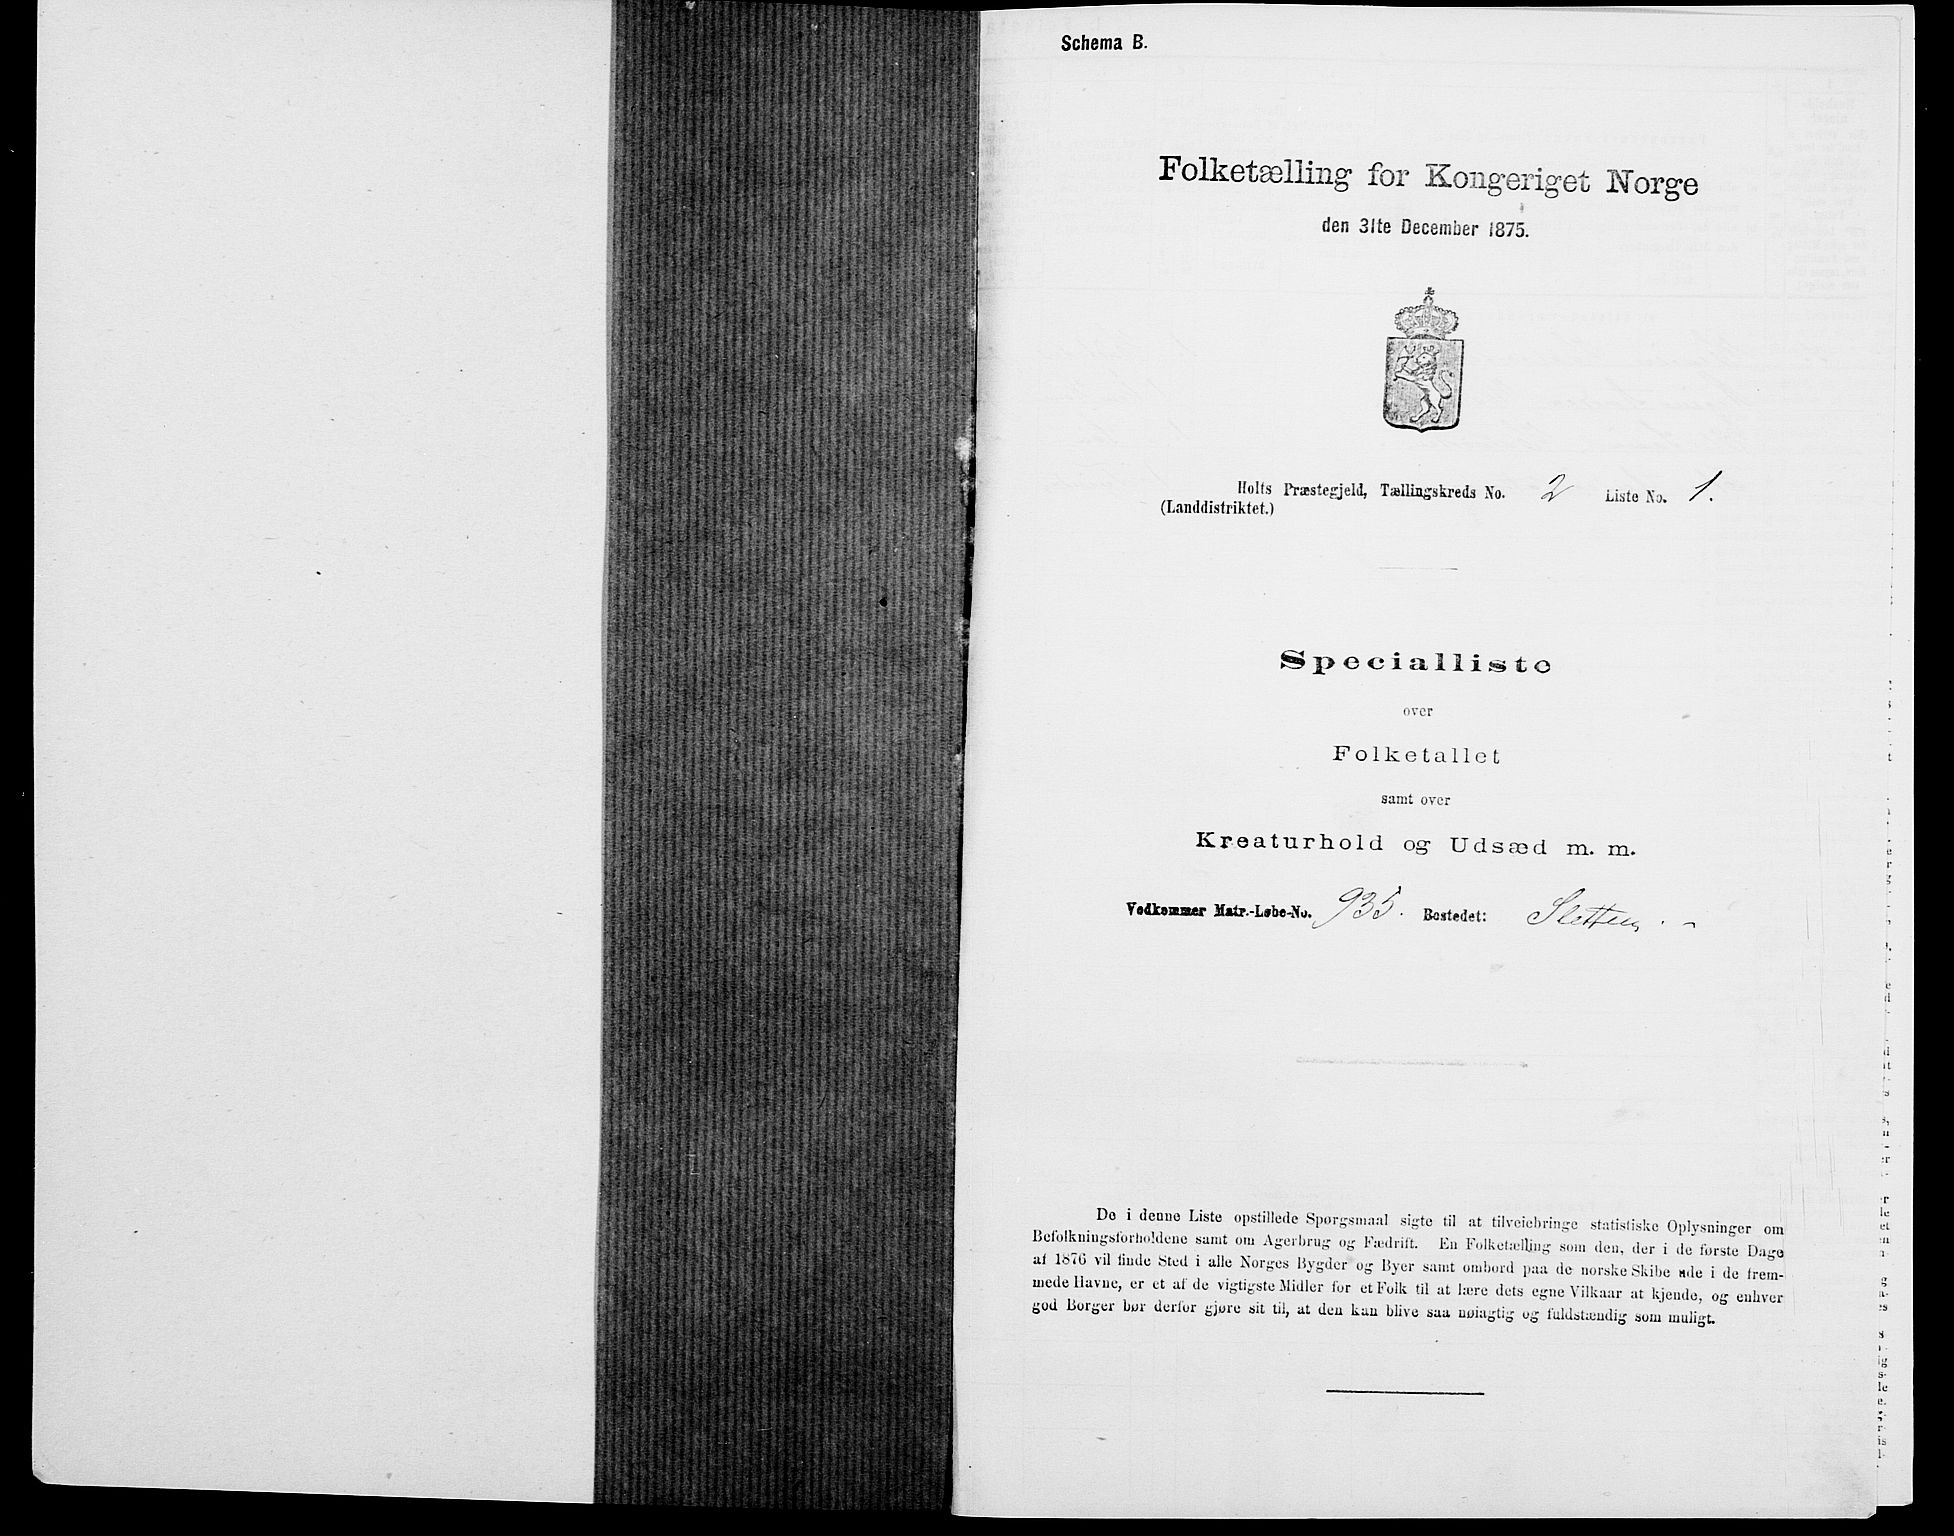 Schema B.
Folketælling for Kongeriget Norge
den 31te December 1875.
Holts Præstegjeld, Tællingskreds No. 2 Liste No. 1.
(Landdistriktet.)
Specialliste
over
Folketallet
samt over
Kreaturhold og Udsæd m. m.
Vedkommer Matr.-Løbe-No. 935. Bostedet: Sletten.
De i denne Liste opstillede Spørgsmaal sigte til at tilveiebringe statistiske Oplysninger om
Befolkningsforholdene samt om Agerbrug og Fædrift. En Folketælling som den, der i de første Dage
af 1876 vil finde Sted i alle Norges Bygder og Byer samt ombord paa de norske Skibe ude i de frem-
mede Havne, er et af de vigtigste Midler for et Folk til at lære dets egne Vilkaar at kjende, og enhver
god Borger bør derfor gjøre sit til, at den kan blive saa nøiagtig og fuldstændig som muligt.